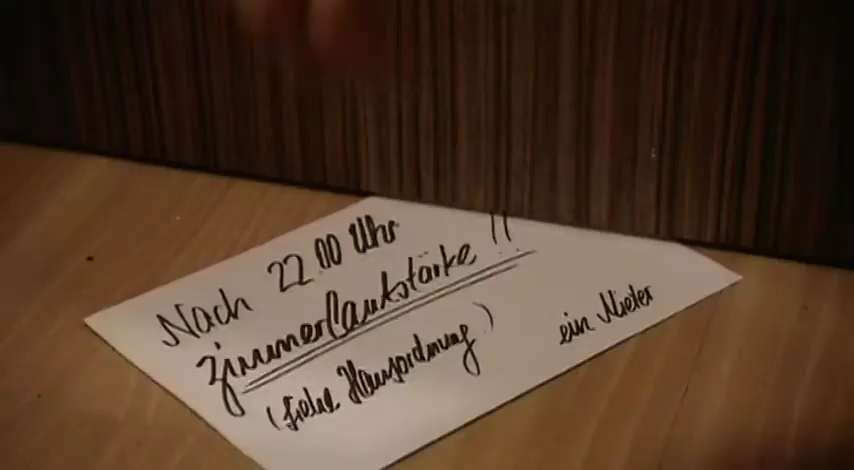 Nach 22 00 Uhr
Zimmerlautstärke !!
(Siehe Hausordnung)
ein Mieter